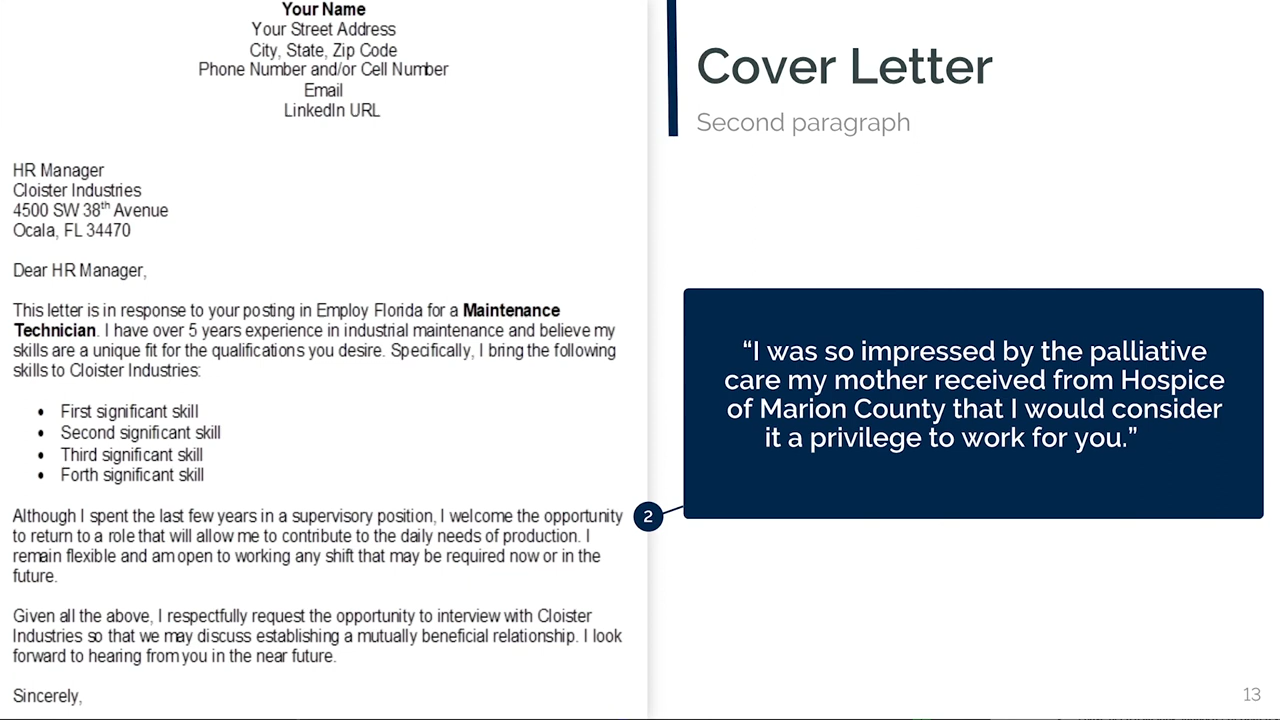 Your Name
Your Street Address
City, State, Zip Code
Phone Number and/or Cell Number
Email
LinkedIn URL
HR Manager
Cloister Industries
4500 SW 38th Avenue
Ocala, FL 34470
Dear HR Manager,
This letter is in response to your posting in Employ Florida for a Maintenance
Technician. I have over 5 years experience in industrial maintenance and believe my
skills are a unique fit for the qualifications you desire. Specifically, I bring the following
skills to Cloister Industries:
• First significant skill
• Second significant skill
• Third significant skill
• Forth significant skill
Although I spent the last few years in a supervisory position, I welcome the opportunity
to return to a role that will allow me to contribute to the daily needs of production. I
remain flexible and am open to working any shift that may be required now or in the
future.
Given all the above, I respectfully request the opportunity to interview with Cloister
Industries so that we may discuss establishing a mutually beneficial relationship. I look
forward to hearing from you in the near future.
Sincerely,
Cover Letter
Second paragraph
“I was so impressed by the palliative
care my mother received from Hospice
of Marion County that I would consider
it a privilege to work for you.”
2
13